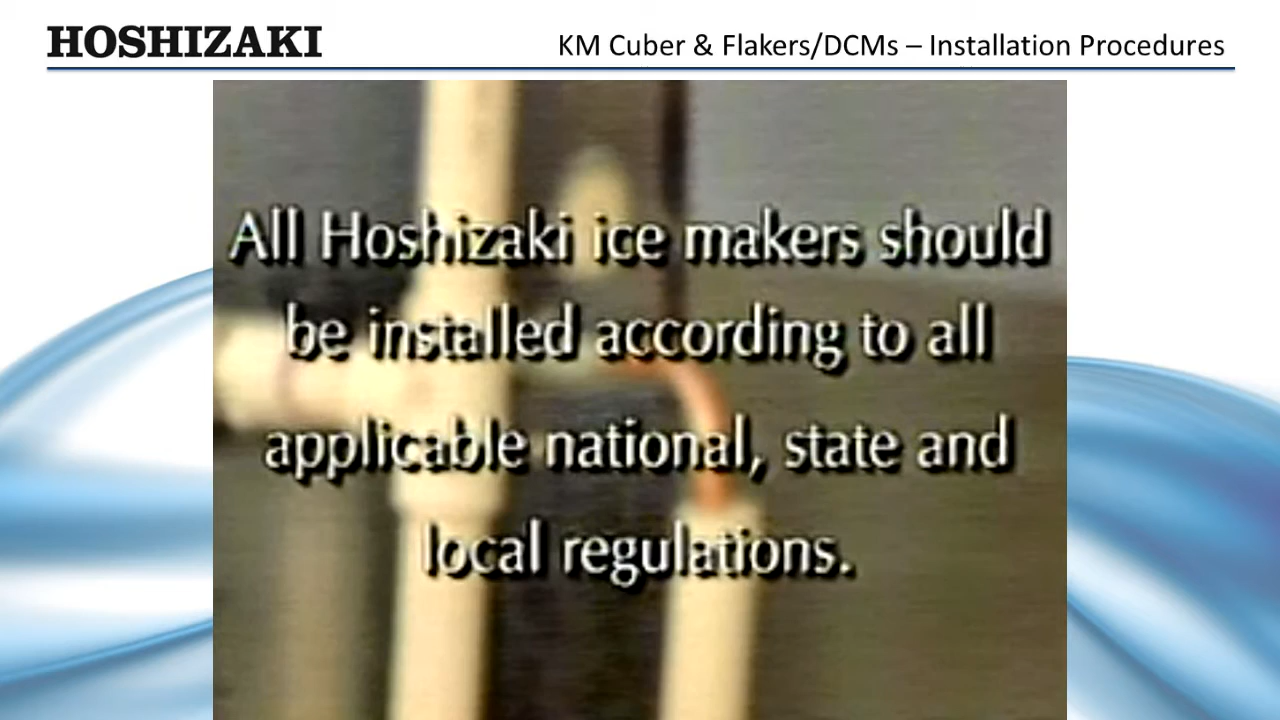 HOSHIZAKI
KM Cuber & Flakers/DCMs – Installation Procedures
All Hoshizaki ice makers should
be installed according to all
applicable national, state and
local regulations.